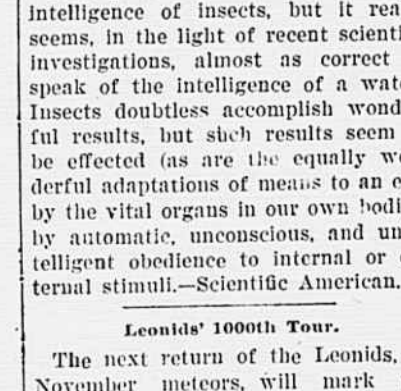 intelligence of insects, but it rea
seems, in the light of recent scienti
investigations, almost as correct
speak of the intelligence of a wat
Insects doubtless accomplish wond
ful results, but such results seem
be effected (as are the equally wo
derful adaptations of means to an e
by the vital organs in our own bodi
by automatic, unconscious, and un
telligent obedience to internal or e
ternal stimuli.—Scientific American.
Leonids' 1000th Tour.
The next return of the Leonids,
November meteors, will mark